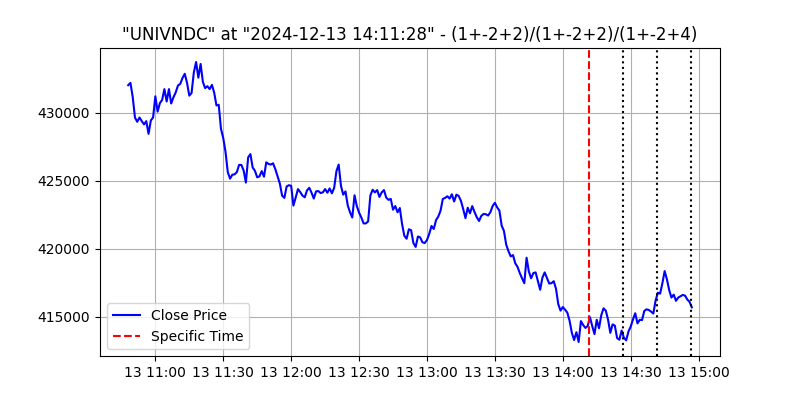 "UNIVNDC" at "2024-12-13 14:11:28" - (1+-2+2)/(1+-2+2)/(1+-2+4)
430000
425000
420000
415000
Close Price
Specific Time
13 11:00 13 11:30 13 12:00 13 12:30 13 13:00 13 13:30 13 14:00 13 14:30 13 15:00